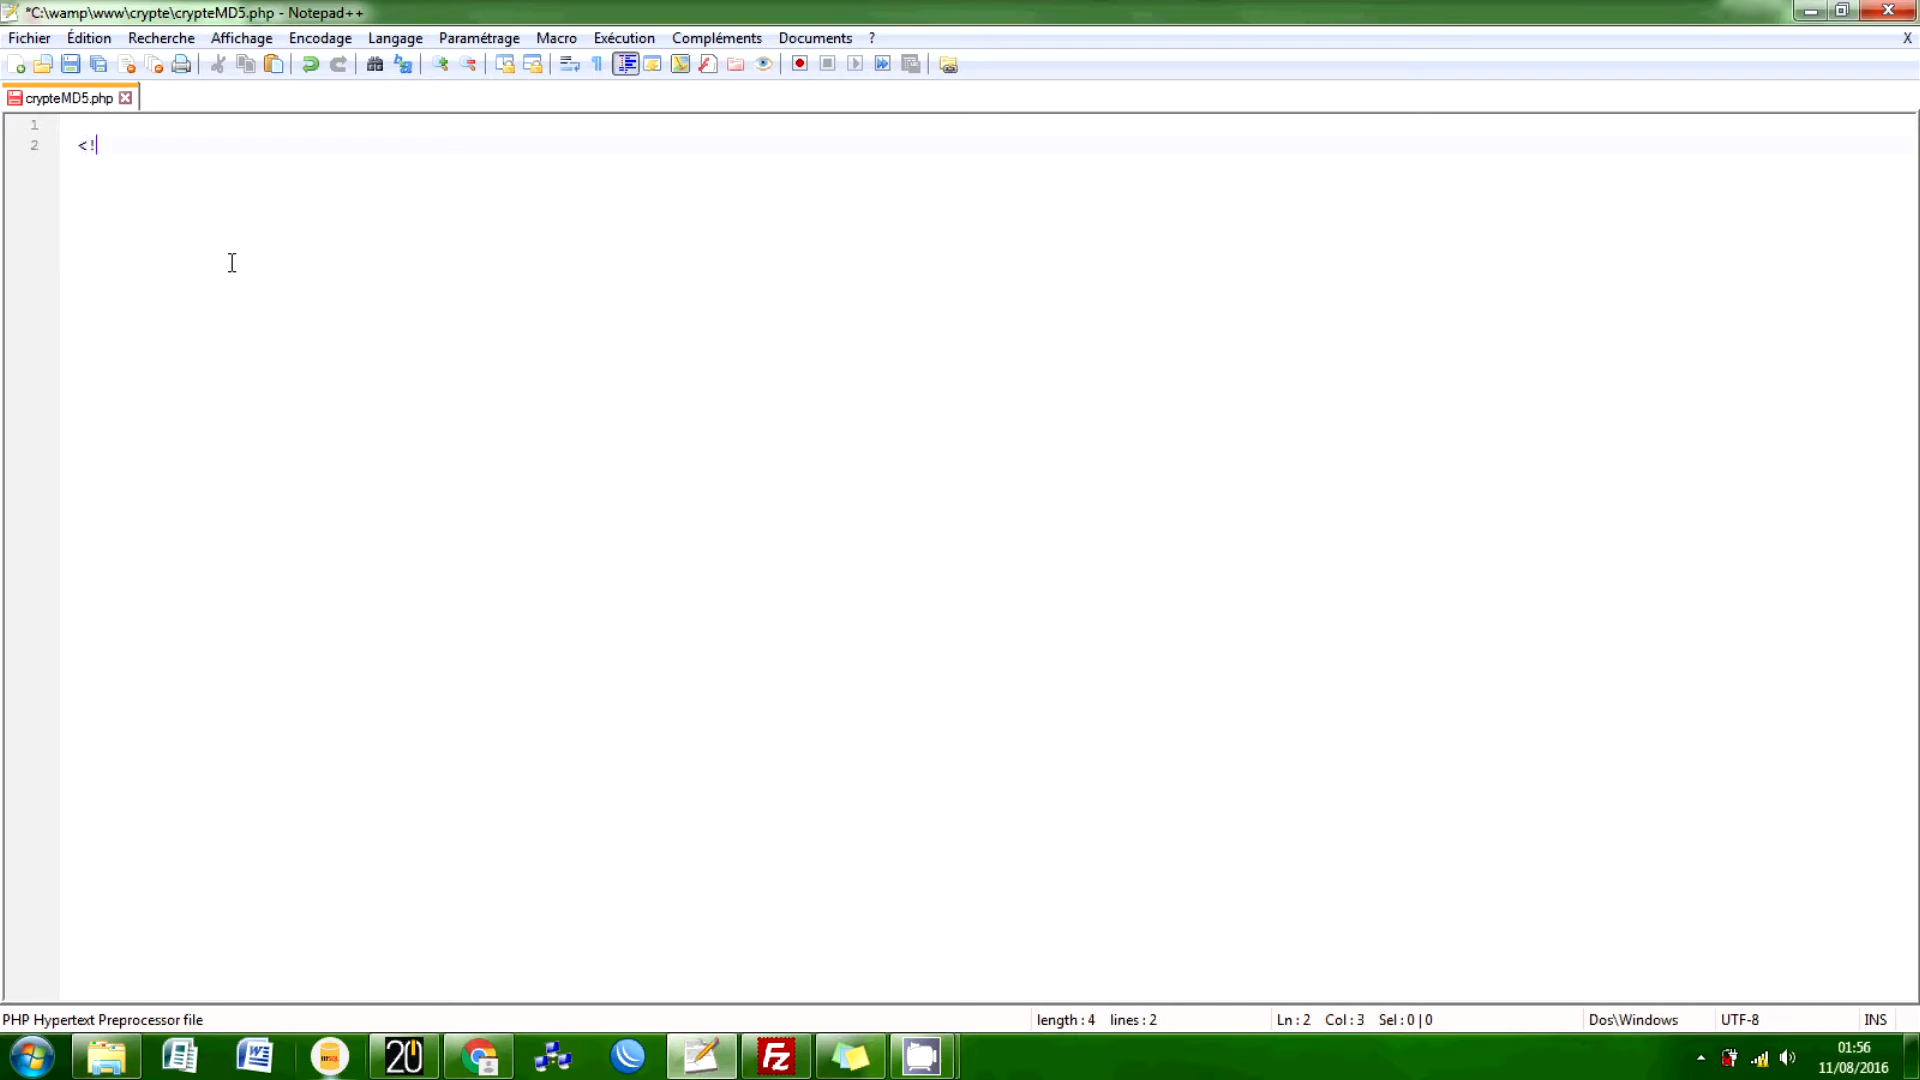 *C:\wamp\www\crypte\crypteMD5.php - Notepad++
Fichier Édition Recherche Affichage Encodage Langage Paramétrage Macro Exécution Compléments Documents ? X
crypteMD5.php
1
2 <!
PHP Hypertext Preprocessor file length : 4 lines : 2 Ln : 2 Col : 3 Sel : 0 | 0 Dos\Windows UTF-8 INS
20
FZ
01:56
11/08/2016